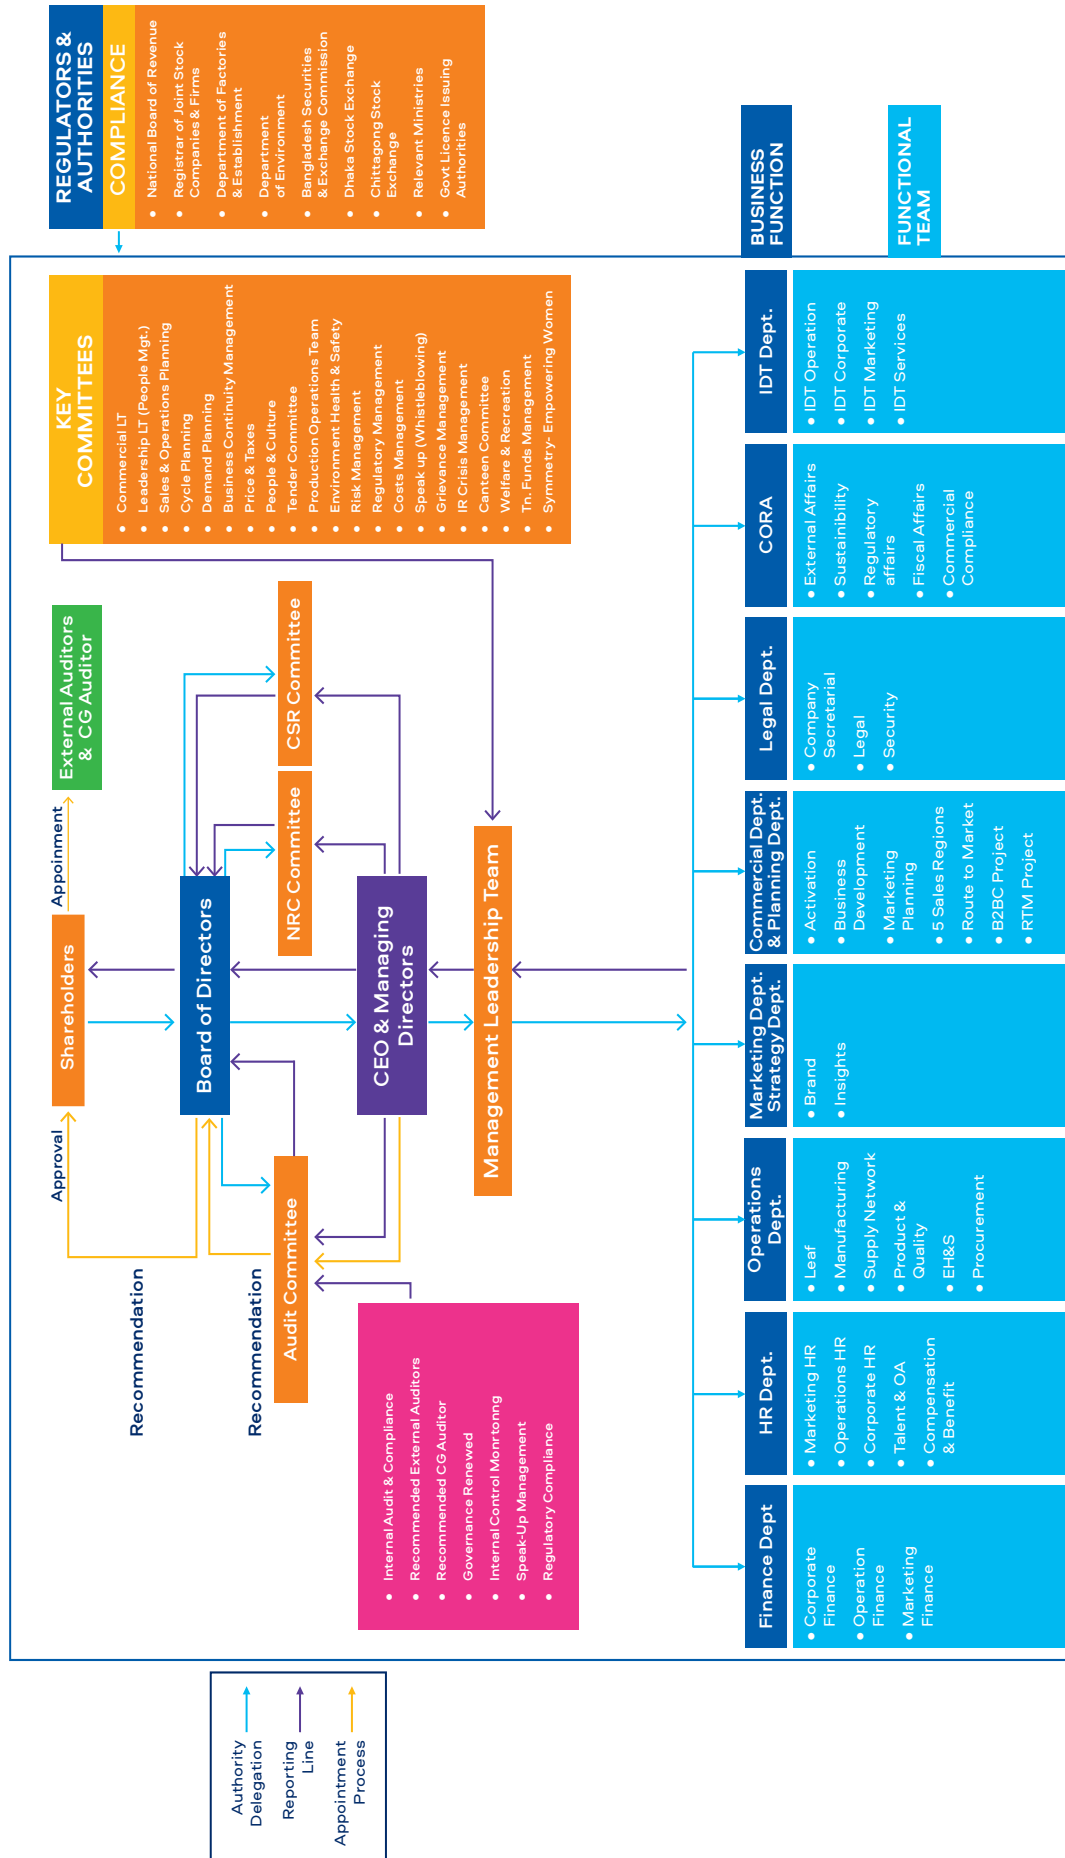 Authority
Delegation
Reporting
Line
Appointment
Process
Approval
Shareholders
Appoinment
External Auditors
& CG Auditor
KEY
COMMITTEES
• Commercial LT
• Leadership LT (People Mgt.)
• Sales & Operations Planning
• Cycle Planning
• Demand Planning
• Business Continuity Management
• Price & Taxes
• People & Culture
• Tender Committee
• Production Operations Team
• Environment Health & Safety
• Risk Management
• Regulatory Management
• Costs Management
• Speak up (Whistleblowing)
• Grievance Management
• IR Crisis Management
• Canteen Committee
• Welfare & Recreation
• Tn. Funds Management
• Symmetry- Empowering Women
REGULATORS &
AUTHORITIES
COMPLIANCE
• National Board of Revenue
• Registrar of Joint Stock
Companies & Firms
• Department of Factories
& Establishment
• Department
of Environment
• Bangladesh Securities
& Exchange Commission
• Dhaka Stock Exchange
• Chittagong Stock
Exchange
• Relevant Ministries
• Govt Licence Issuing
Authorities
Recommendation
Board of Directors
Recommendation
Audit Committee
NRC Committee
CSR Committee
CEO & Managing
Directors
• Internal Audit & Compliance
• Recommended External Auditors
• Recommended CG Auditor
• Governance Renewed
• Internal Control Monrtonng
• Speak-Up Management
• Regulatory Compliance
Management Leadership Team
BUSINESS
FUNCTION
FUNCTIONAL
TEAM
Finance Dept
• Corporate
Finance
• Operation
Finance
• Marketing
Finance
HR Dept.
• Marketing HR
• Operations HR
• Corporate HR
• Talent & OA
• Compensation
& Benefit
Operations
Dept.
• Leaf
• Manufacturing
• Supply Network
• Product &
Quality
• EH&S
• Procurement
Marketing Dept.
Strategy Dept.
• Brand
• Insights
Commercial Dept.
& Planning Dept.
• Activation
• Business
Development
• Marketing
Planning
• 5 Sales Regions
• Route to Market
• B2BC Project
• RTM Project
Legal Dept.
• Company
Secretarial
• Legal
• Security
CORA
• External Affairs
• Sustainibility
• Regulatory
affairs
• Fiscal Affairs
• Commercial
Compliance
IDT Dept.
• IDT Operation
• IDT Corporate
• IDT Marketing
• IDT Services